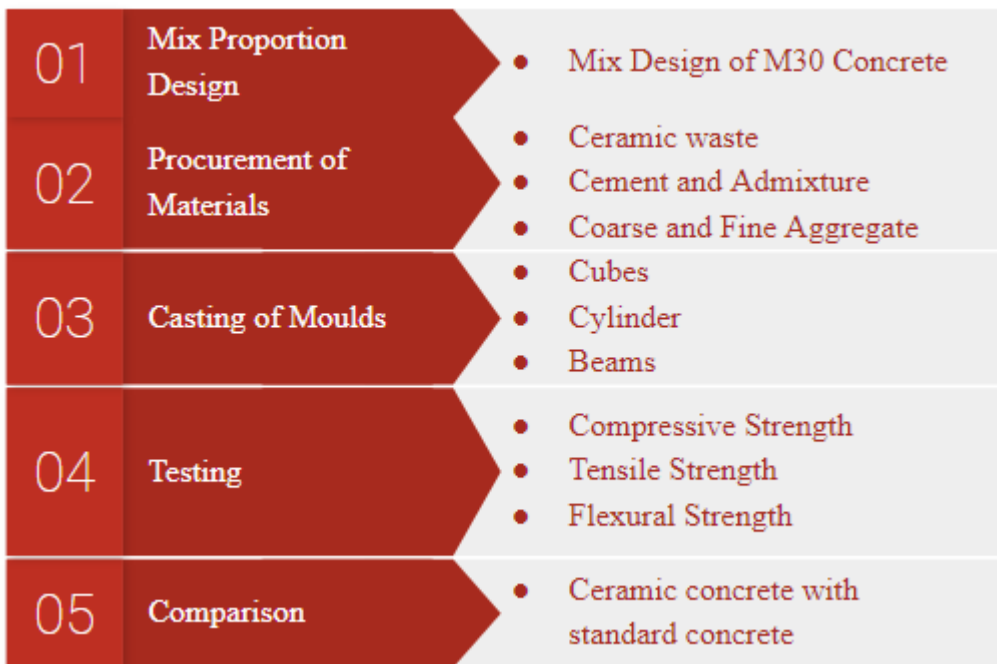 01
Mix Proportion
Design
● Mix Design of M30 Concrete
02
Procurement of
Materials
● Ceramic waste
● Cement and Admixture
● Coarse and Fine Aggregate
03
Casting of Moulds
● Cubes
● Cylinder
● Beams
04
Testing
● Compressive Strength
● Tensile Strength
● Flexural Strength
05
Comparison
● Ceramic concrete with
standard concrete